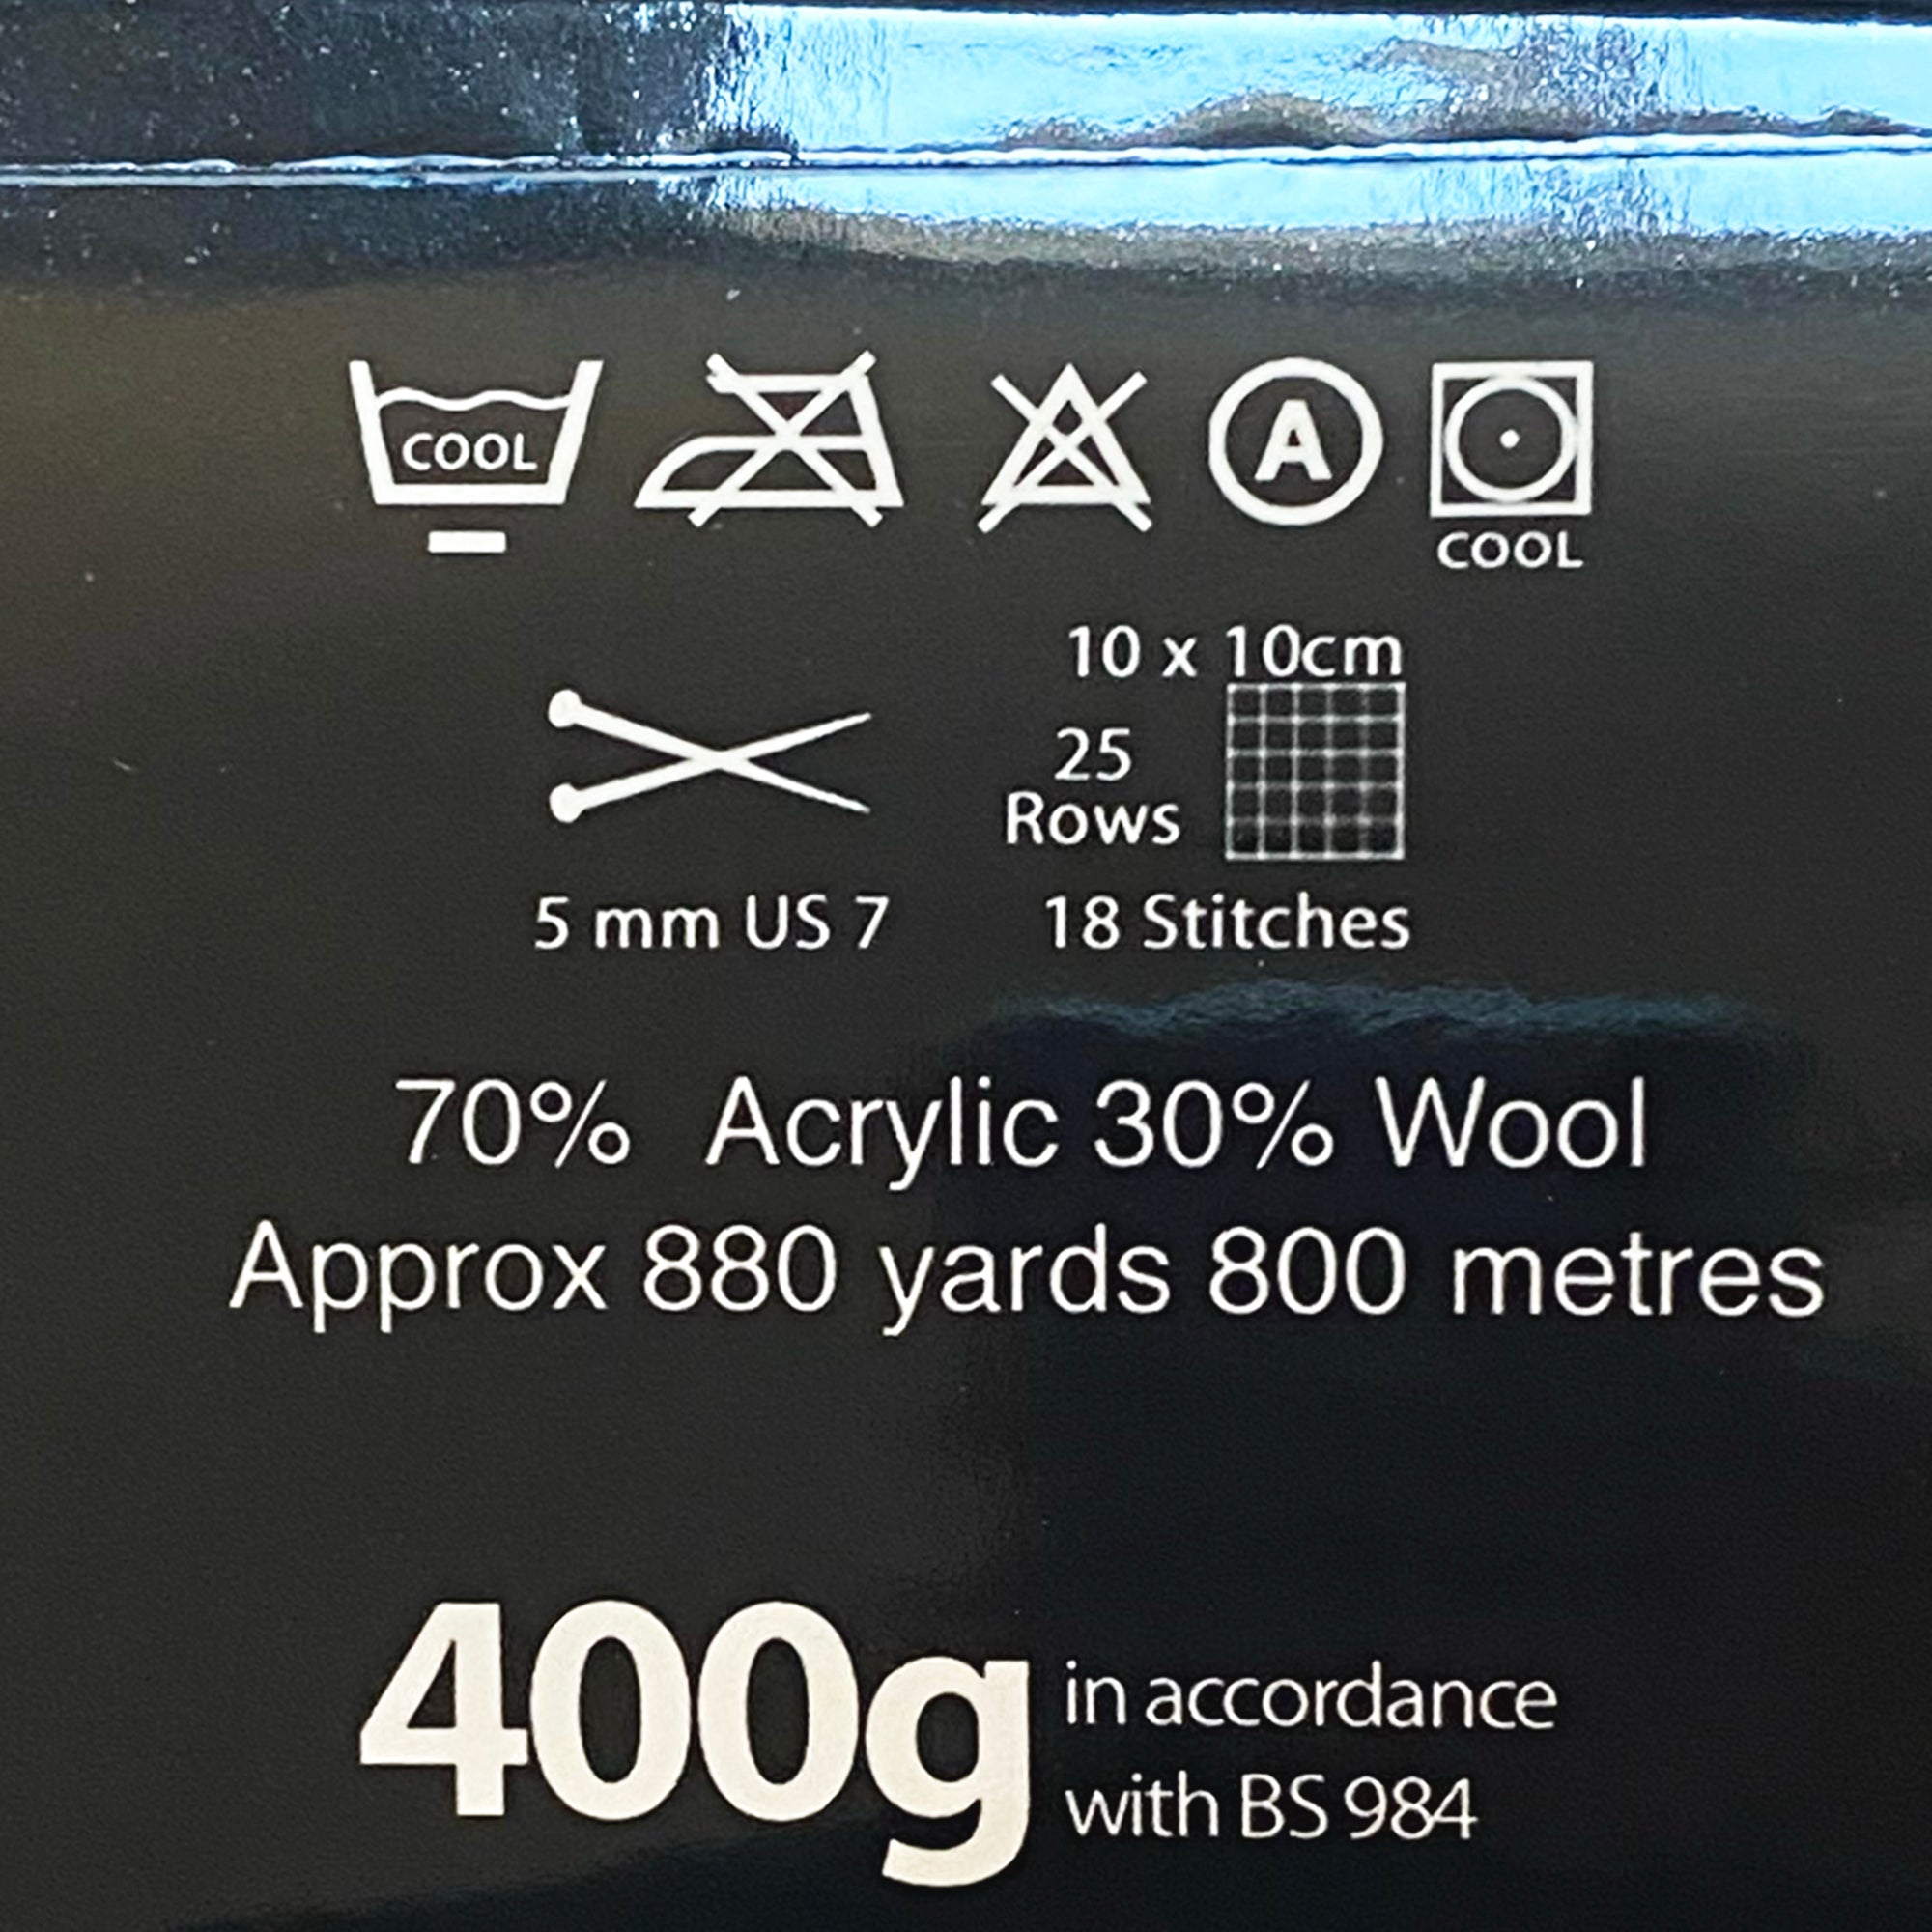 COOL
A
COOL
10 x 10cm
25
Rows
5 mm US 7
18 Stitches
70% Acrylic 30% Wool
Approx 880 yards 800 metres
400g
in accordance
with BS 984